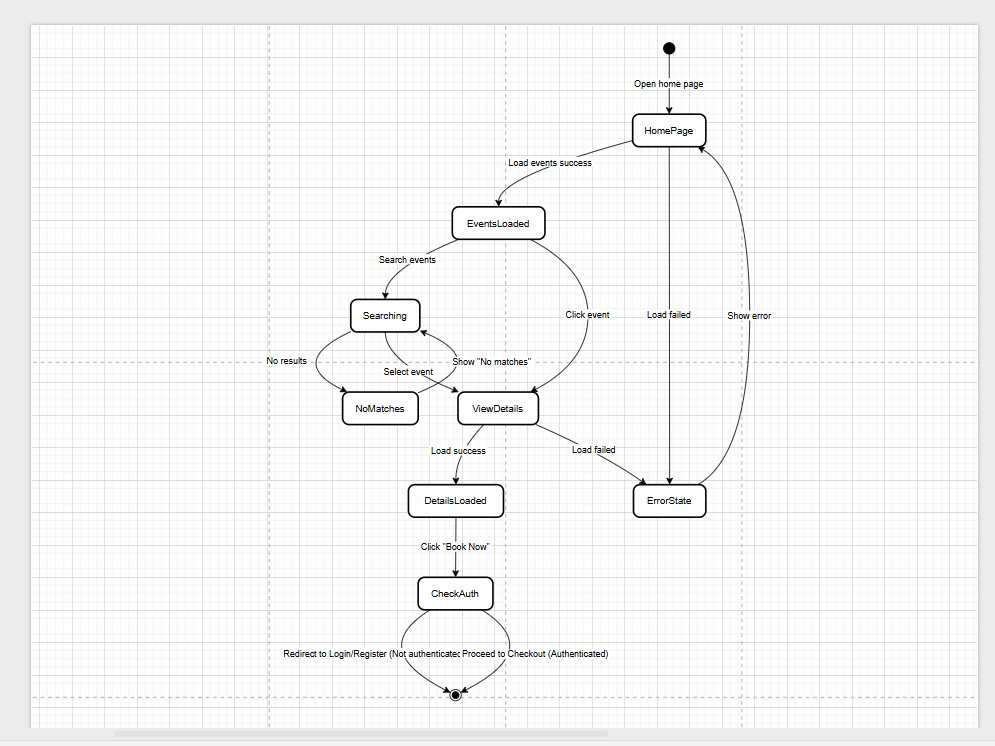 Open home page
HomePage
Load events success
EventsLoaded
Search events
Searching
Click event
Load failed
Show error
No results
Show "No matches"
Select event
NoMatches
ViewDetails
Load success
Load failed
DetailsLoaded
ErrorState
Click "Book Now"
CheckAuth
Redirect to Login/Register (Not authenticated
Proceed to Checkout (Authenticated)